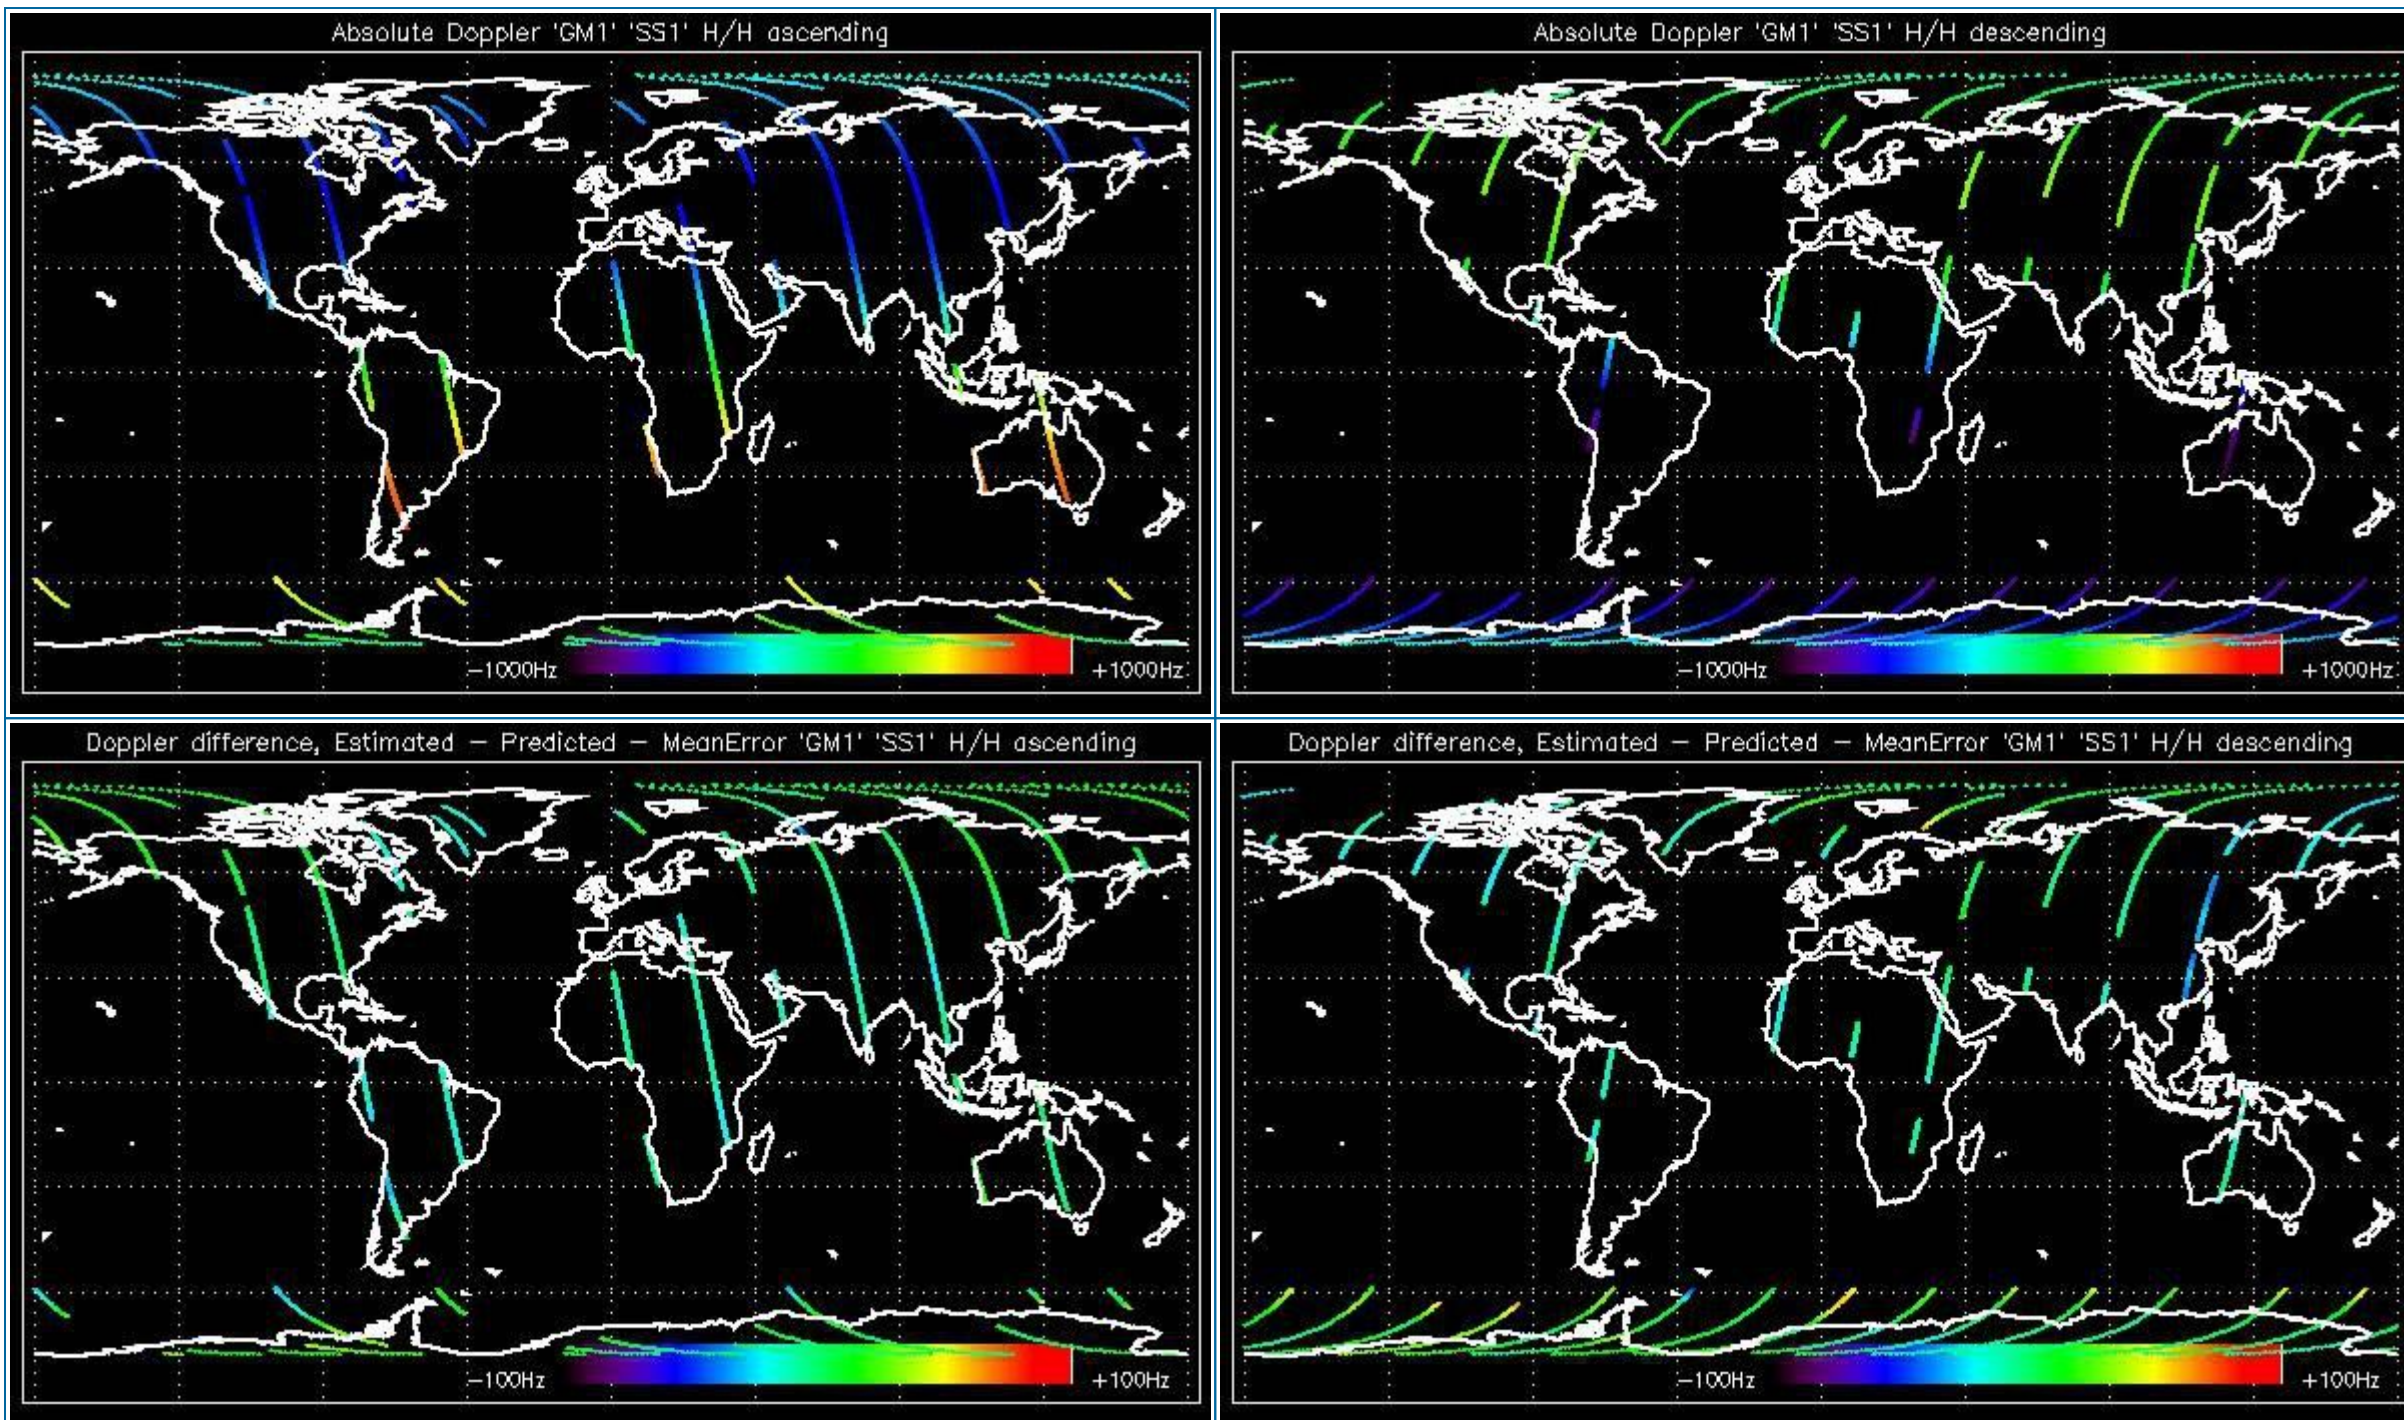 Absolute Doppler 'GM1' 'SS1' H/H ascending
-1000Hz
+1000Hz
Absolute Doppler 'GM1' 'SS1' H/H descending
-1000Hz
+1000Hz
Doppler difference, Estimated - Predicted - MeanError 'GM1' 'SS1' H/H ascending
-100Hz
+100Hz
Doppler difference, Estimated - Predicted - MeanError 'GM1' 'SS1' H/H descending
-100Hz
+100Hz